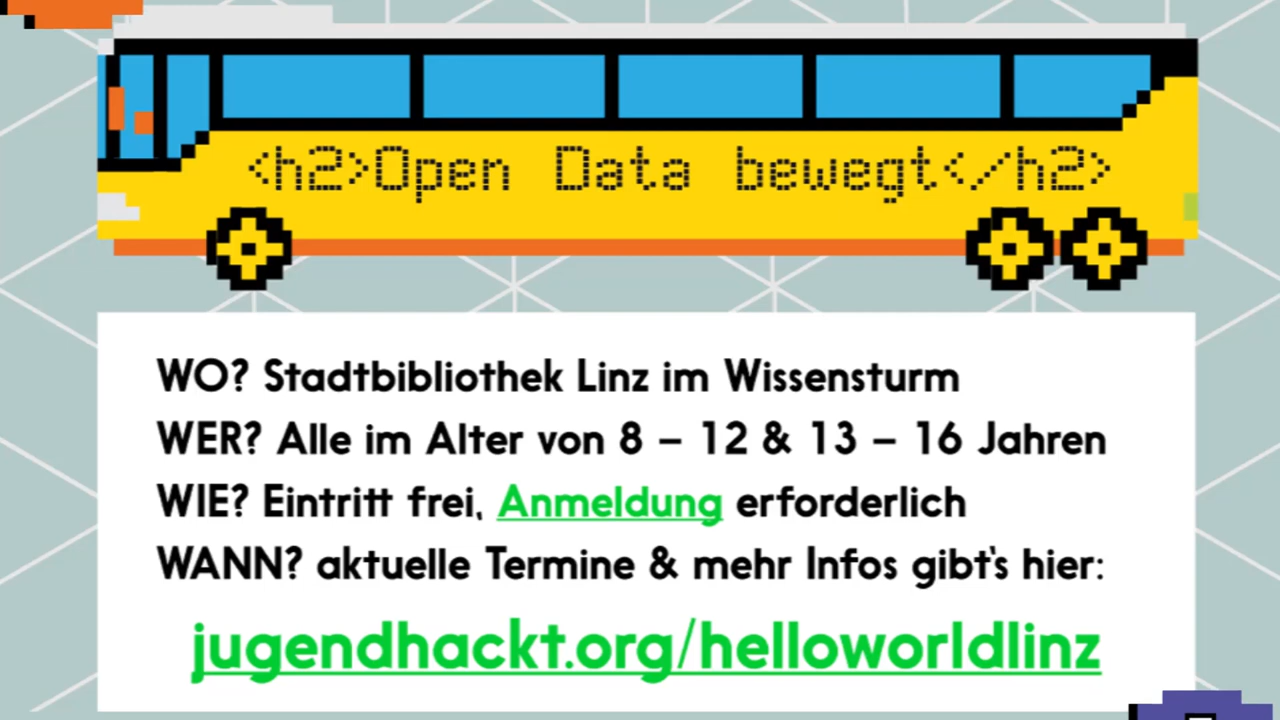 <h2>Open Data bewegt</h2>
WO? Stadtbibliothek Linz im Wissensturm
WER? Alle im Alter von 8 – 12 & 13 – 16 Jahren
WIE? Eintritt frei, Anmeldung erforderlich
WANN? aktuelle Termine & mehr Infos gibt's hier:
jugendhackt.org/helloworldlinz